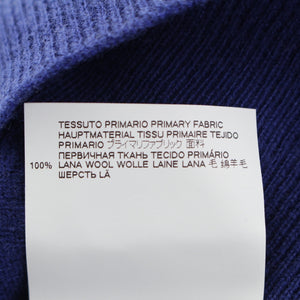 TESSUTO PRIMARIO PRIMARY FABRIC
HAUPTMATERIAL TISSU PRIMAIRE TEJIDO
PRIMARIO プライマリファブリック 面料
ПЕРВИЧНАЯ ТКАНЬ TECIDO PRIMÁRIO
100% LANA WOOL WOLLE LAINE LANA 毛 绵羊毛
ШЕРСТЬ LÃ